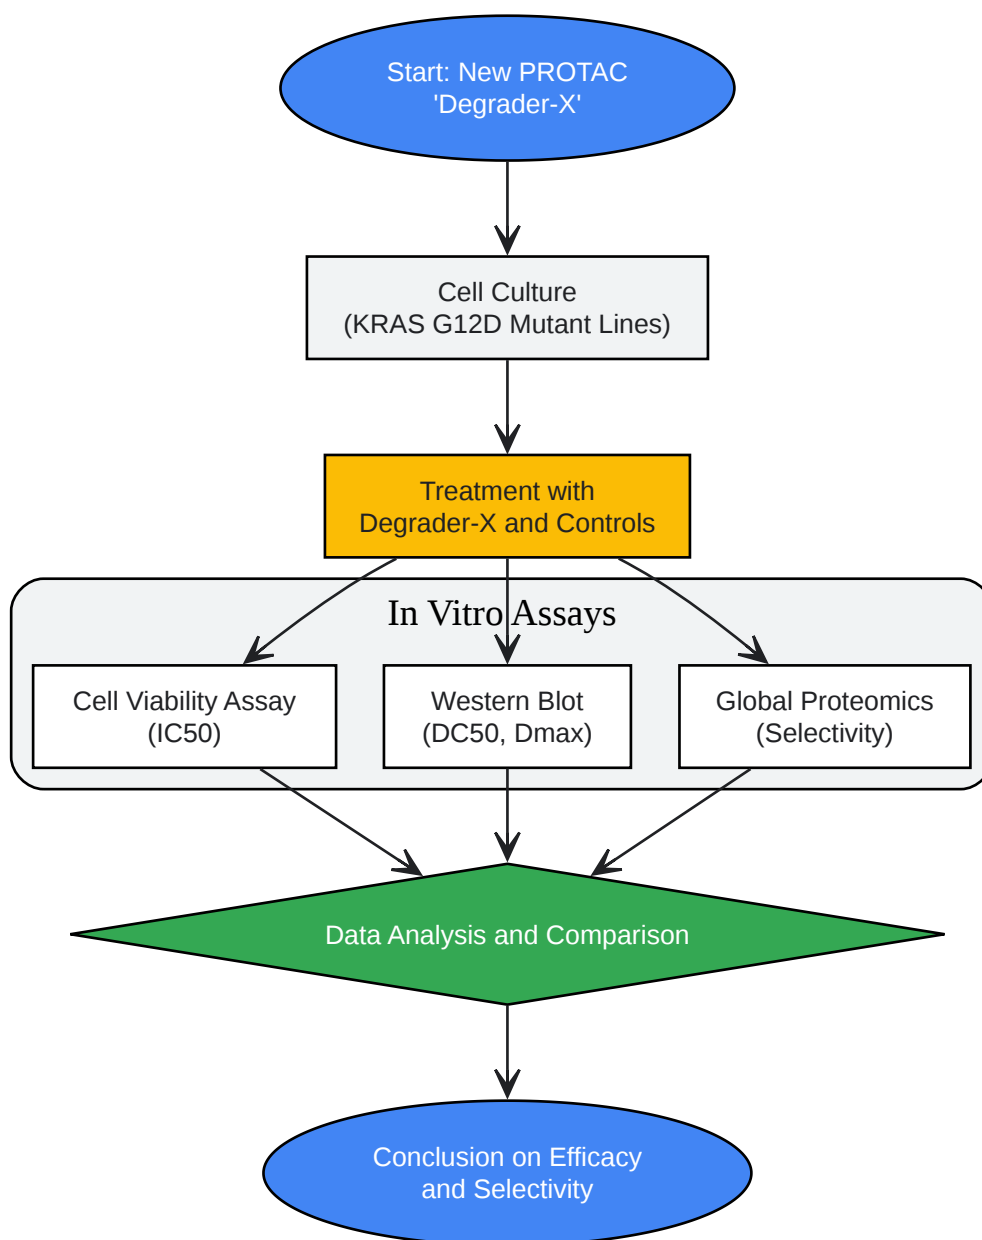 Start: New PROTAC
'Degrader-X'
Cell Culture
(KRAS G12D Mutant Lines)
Treatment with
Degrader-X and Controls
In Vitro Assays
Cell Viability Assay
(IC50)
Western Blot
(DC50, Dmax)
Global Proteomics
(Selectivity)
Data Analysis and Comparison
Conclusion on Efficacy
and Selectivity